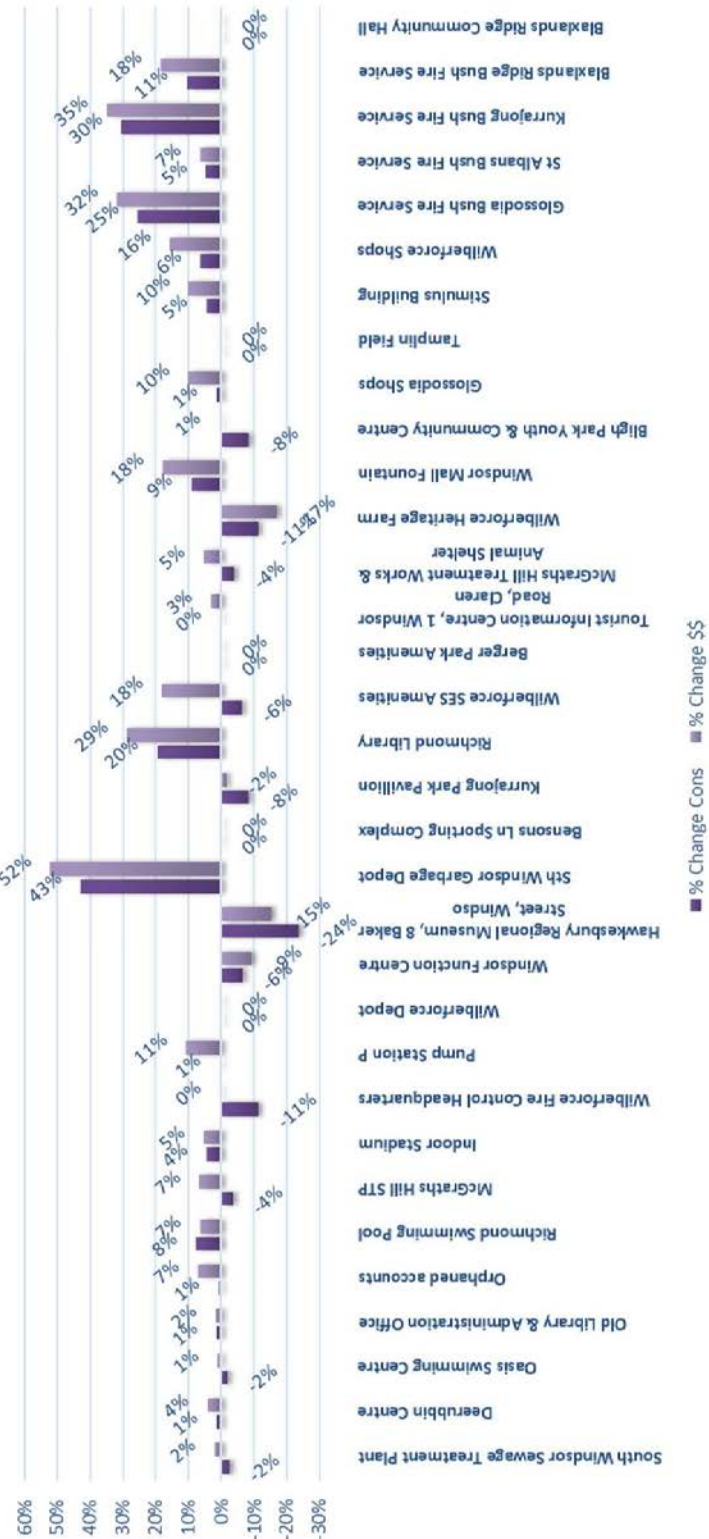 60%
50%
40%
30%
20%
10%
0%
-10%
-20%
-30%
-2%
2%
1%
4%
-2%
1%
1%
2%
1%
7%
8%
7%
-4%
7%
4%
5%
-11%
0%
1%
11%
0%
0%
-6%
-9%
-24%
-15%
43%
52%
0%
0%
-8%
-2%
20%
29%
-6%
18%
0%
0%
0%
3%
-4%
5%
-11%
-17%
9%
18%
-8%
1%
1%
10%
0%
0%
5%
10%
6%
16%
25%
32%
5%
7%
30%
35%
11%
18%
0%
0%
South Windsor Sewage Treatment Plant
Deerubbin Centre
Oasis Swimming Centre
Old Library & Administration Office
Orphaned accounts
Richmond Swimming Pool
McGraths Hill STP
Indoor Stadium
Wilberforce Fire Control Headquarters
Pump Station P
Wilberforce Depot
Windsor Function Centre
Hawkesbury Regional Museum, 8 Baker
Street, Windso
Sth Windsor Garbage Depot
Bensons Ln Sporting Complex
Kurrajong Park Pavillion
Richmond Library
Wilberforce SES Amenities
Berger Park Amenities
Tourist Information Centre, 1 Windsor
Road, Claren
McGraths Hill Treatment Works &
Animal Shelter
Wilberforce Heritage Farm
Windsor Mall Fountain
Bligh Park Youth & Community Centre
Glossodia Shops
Tamplin Field
Stimulus Building
Wilberforce Shops
Glossodia Bush Fire Service
St Albans Bush Fire Service
Kurrajong Bush Fire Service
Blaxlands Ridge Bush Fire Service
Blaxlands Ridge Community Hall
% Change Cons
% Change $$